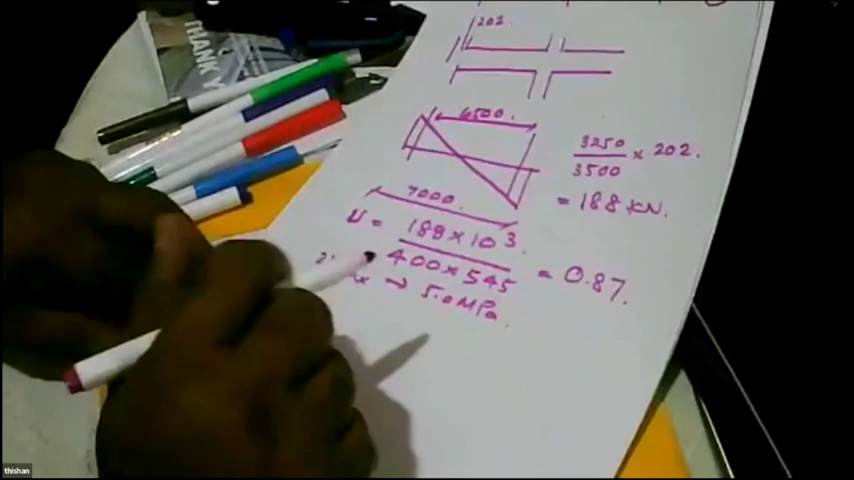 THANK Y
202.
6500.
3250
3500
× 202.
= 188 kN.
7000.
υ = 188 × 10³
400 × 545
= 0.87.
→ 5.0 MPa
thishan